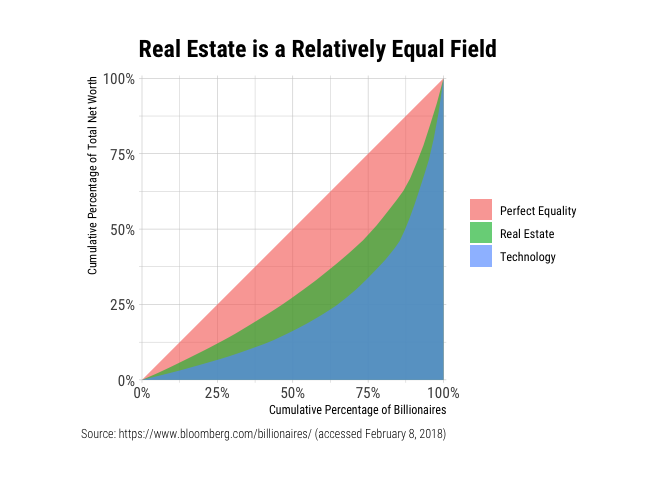 Real Estate is a Relatively Equal Field
Cumulative Percentage of Total Net Worth
100%
75%
50%
25%
0%
0% 25% 50% 75% 100%
Cumulative Percentage of Billionaires
Perfect Equality
Real Estate
Technology
Source: https://www.bloomberg.com/billionaires/ (accessed February 8, 2018)